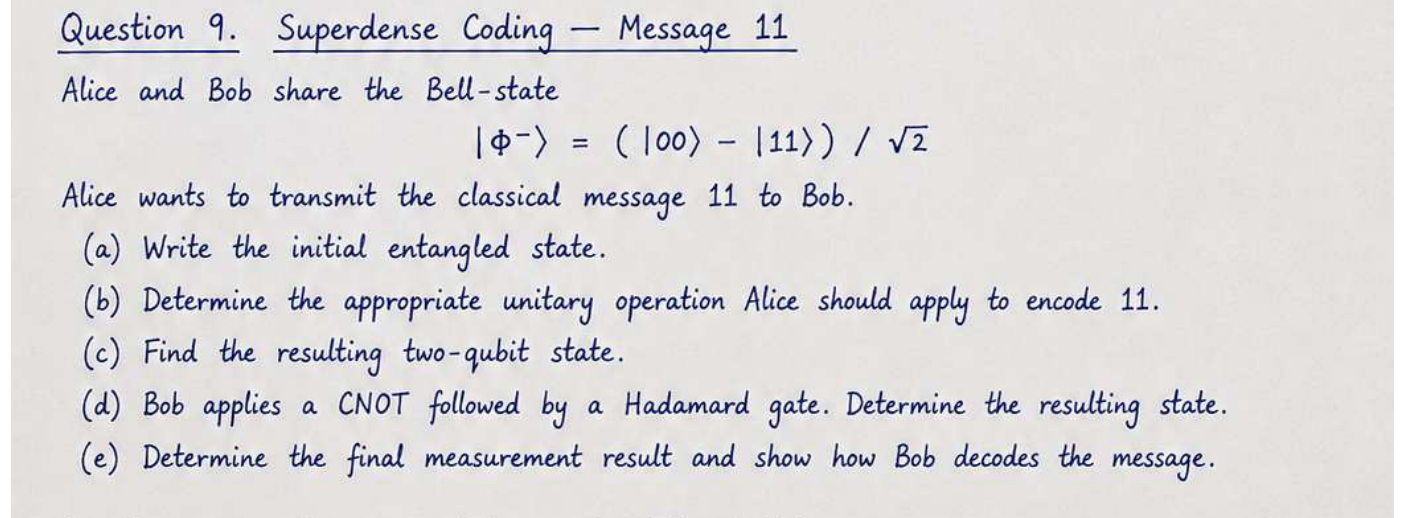 Question 9. Superdense Coding — Message 11
Alice and Bob share the Bell-state
|Φ⁻⟩ = ( |00⟩ − |11⟩) / √2
Alice wants to transmit the classical message 11 to Bob.
(a) Write the initial entangled state.
(b) Determine the appropriate unitary operation Alice should apply to encode 11.
(c) Find the resulting two-qubit state.
(d) Bob applies a CNOT followed by a Hadamard gate. Determine the resulting state.
(e) Determine the final measurement result and show how Bob decodes the message.